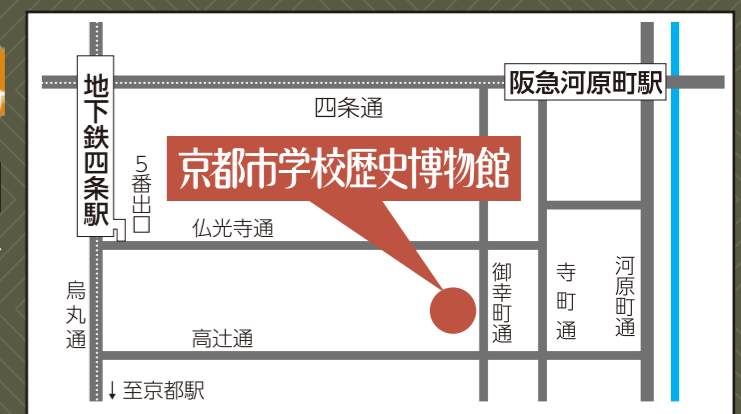 地下鉄四条駅
阪急河原町駅
四条通
5番出口
京都市学校歴史博物館
仏光寺通
烏丸通
御幸町通
寺町通
河原町通
高辻通
↓至京都駅